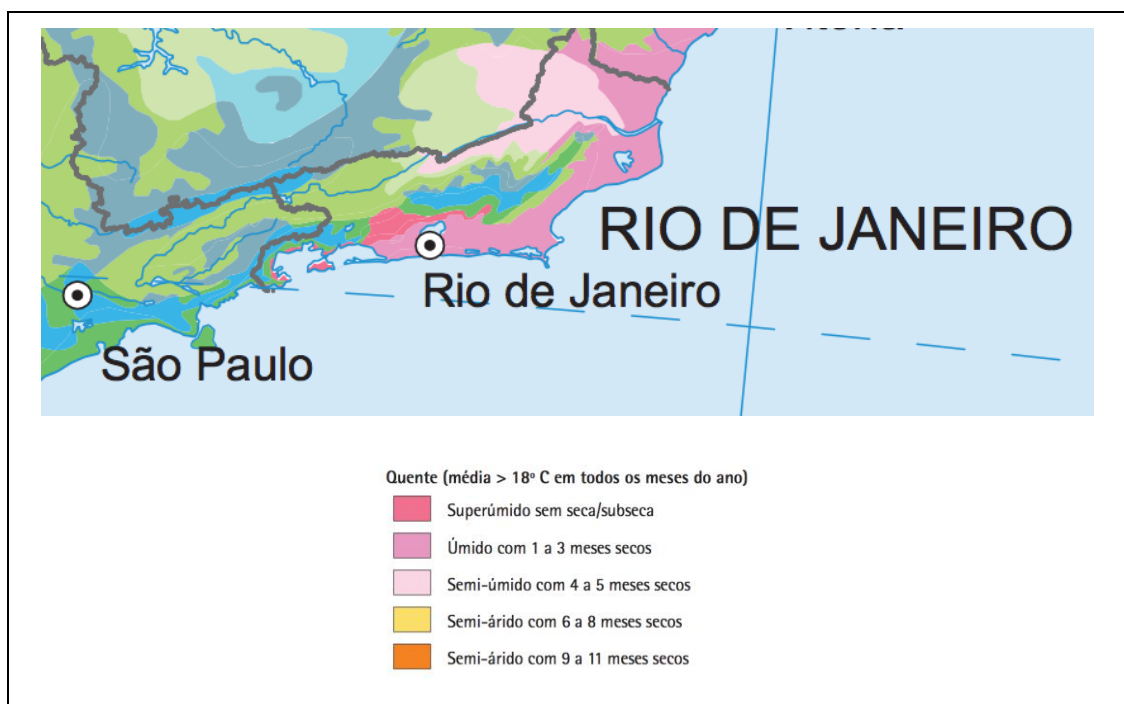 RIO DE JANEIRO
Rio de Janeiro
São Paulo
Quente (média > 18º C em todos os meses do ano)
Superúmido sem seca/subseca
Úmido com 1 a 3 meses secos
Semi-úmido com 4 a 5 meses secos
Semi-árido com 6 a 8 meses secos
Semi-árido com 9 a 11 meses secos